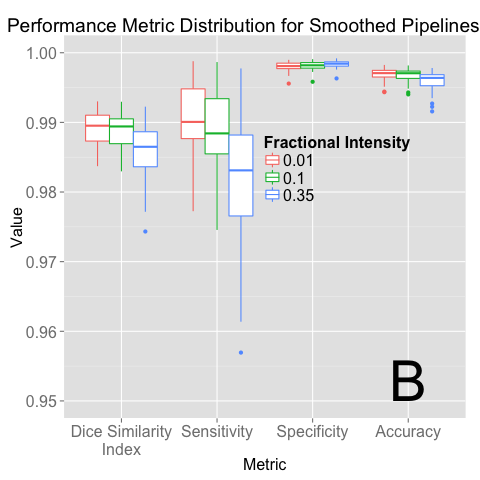 Performance Metric Distribution for Smoothed Pipelines
1.00
0.99
0.98
0.97
0.96
0.95
Value
Fractional Intensity
0.01
0.1
0.35
B
Dice Similarity
Index
Sensitivity
Specificity
Accuracy
Metric